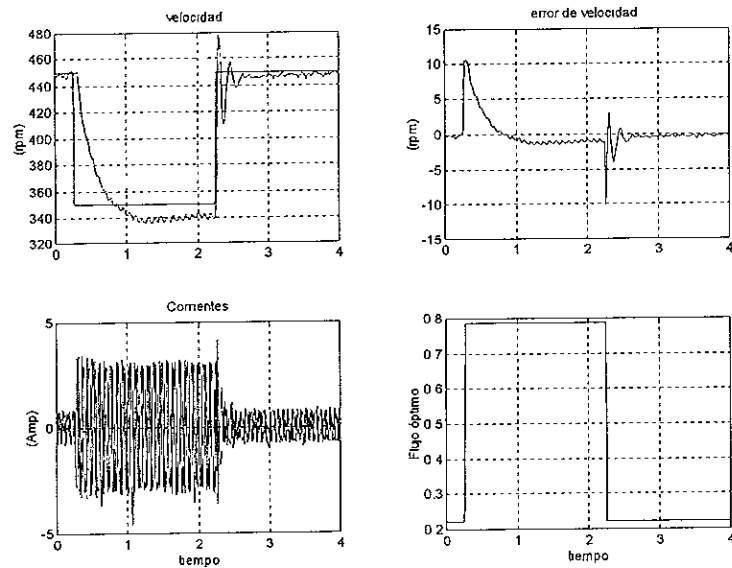 velocidad
480
460
440
420
400
380
360
340
320
(rpm)
0 1 2 3 4
error de velocidad
15
10
5
0
-5
-10
-15
(rpm)
0 1 2 3 4
Corrientes
5
0
-5
(Amp)
0 1 2 3 4
tiempo
0.8
0.7
0.6
0.5
0.4
0.3
0.2
Flujo óptimo
0 1 2 3 4
tiempo